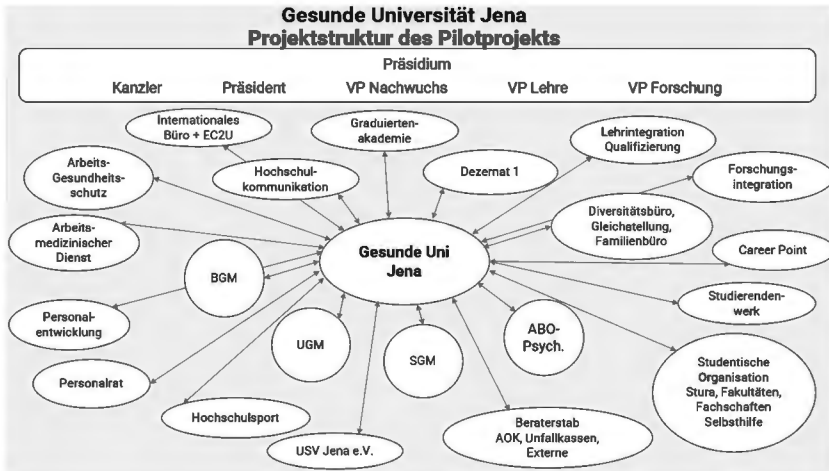 Gesunde Universität Jena
Projektstruktur des Pilotprojekts
Präsidium
Kanzler Präsident VP Nachwuchs VP Lehre VP Forschung
Internationales
Büro + EC2U
Graduierten-
akademie
Lehrintegration
Qualifizierung
Arbeits-
Gesundheits-
schutz
Hochschul-
kommunikation
Dezernat 1
Forschungs-
integration
Arbeits-
medizinischer
Dienst
Diversitätsbüro,
Gleichstellung,
Familienbüro
Gesunde Uni
Jena
Career Point
BGM
Personal-
entwicklung
Studierenden-
werk
UGM
SGM
ABO-
Psych.
Personalrat
Studentische
Organisation
Stura, Fakultäten,
Fachschaften
Selbsthilfe
Hochschulsport
USV Jena e.V.
Beraterstab
AOK, Unfallkassen,
Externe